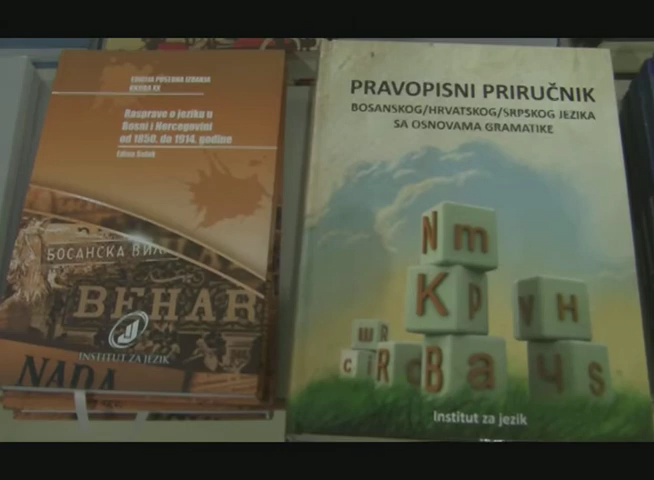 EDICIJA POSEBNA IZDANJA
KNJIGA XX
Rasprave o jeziku u
Bosni i Hercegovini
od 1850. do 1914. godine
БОСАНСКА ВИЛА
BEHAR
INSTITUT ZA JEZIK
NADA
PRAVOPISNI PRIRUČNIK
BOSANSKOG/HRVATSKOG/SRPSKOG JEZIKA
SA OSNOVAMA GRAMATIKE
N m
K p V H
ш R
c i R c B a ч s
Institut za jezik